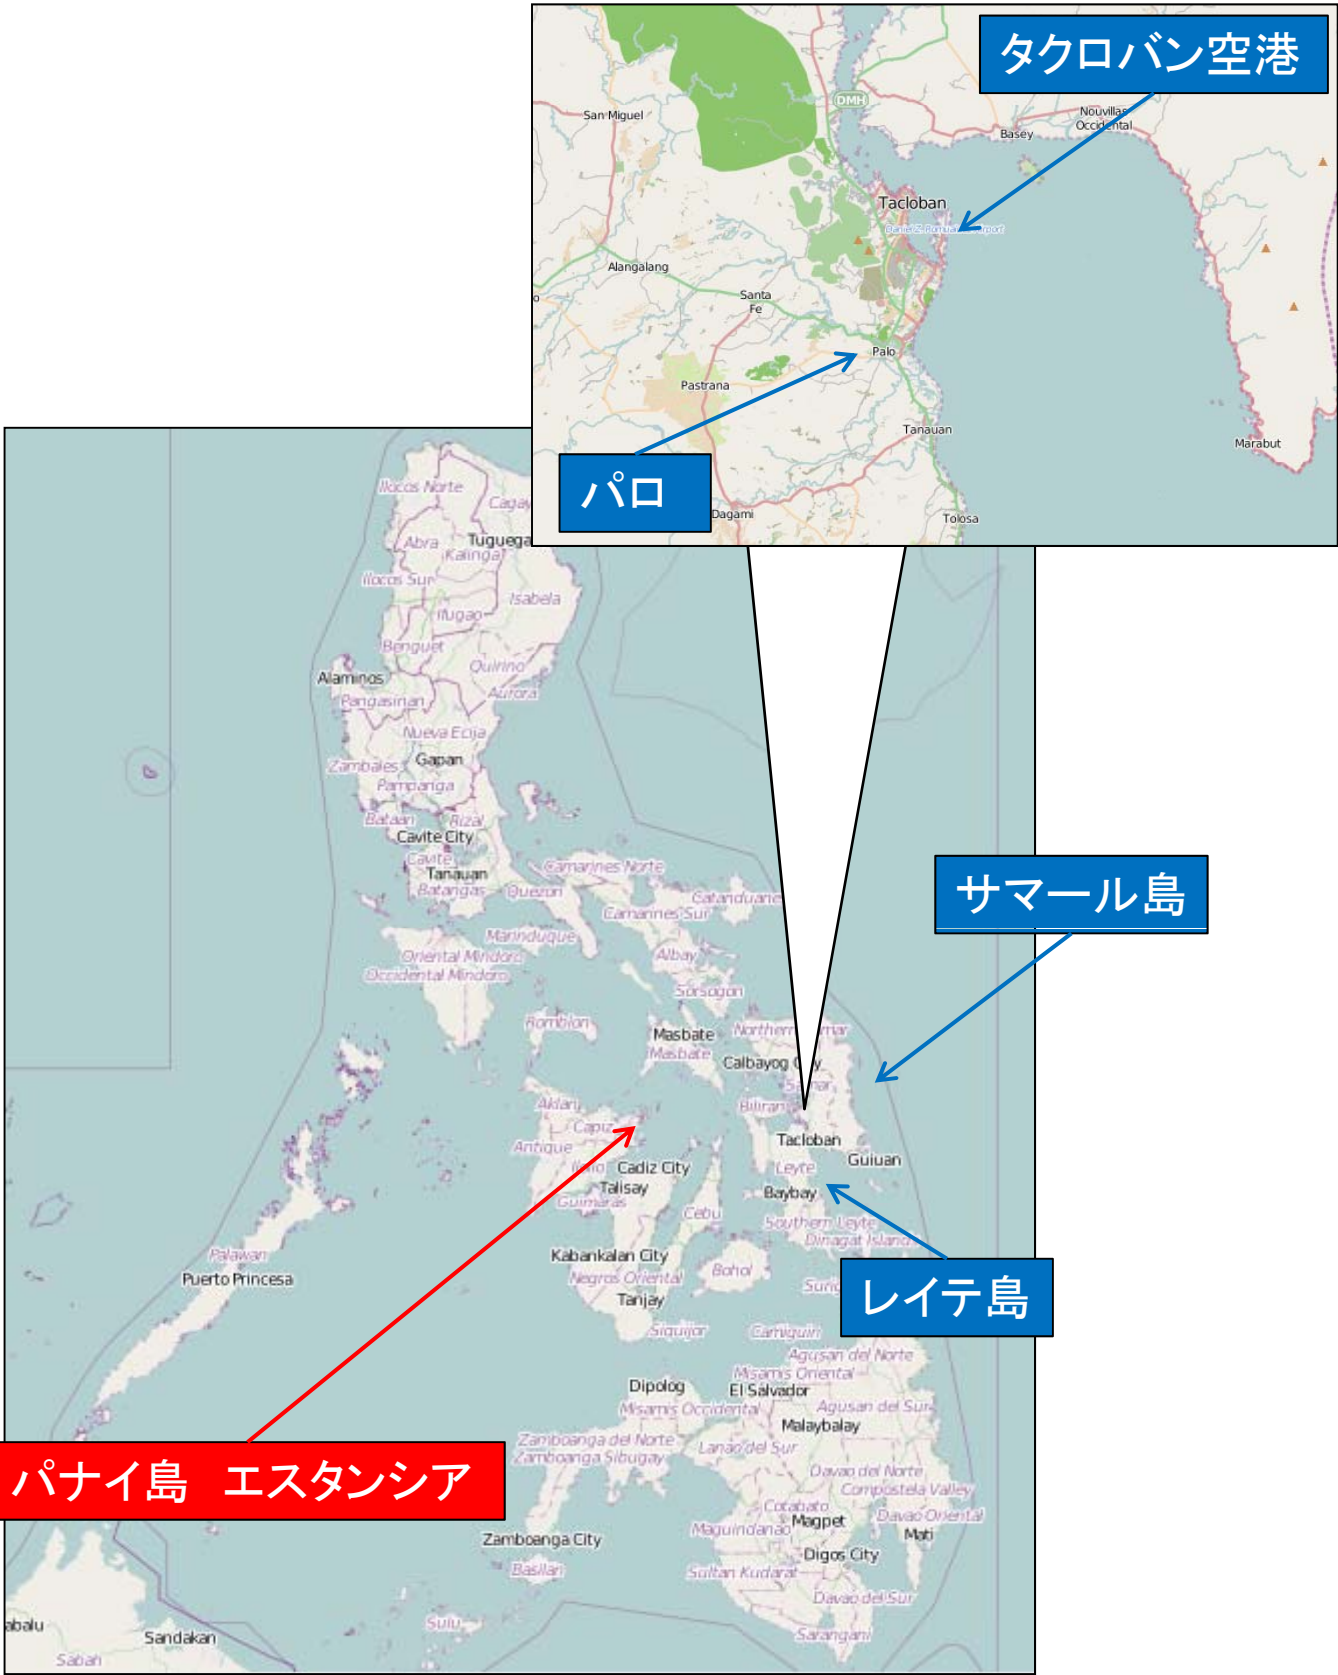 タクロバン空港
DMH
San Miguel
Nouvillas
Occidental
Basey
Tacloban
Alangalang
Santa
Fe
Palo
Pastrana
Tanauan
Marabut
パロ
Dagami
Tolosa
Ilocos Norte
Abra
Kalinga
Ilocos Sur
Isabela
Ifugao
Benguet
Quirino
Alaminos
Aurora
Pangasinan
Nueva Ecija
Gapan
Zambales
Pampanga
Bataan
Rizal
Cavite City
Cavite
Tanauan
Batangas
Quezon
Camarines Norte
Camarines Sur
サマール島
Marinduque
Oriental Mindoro
Occidental Mindoro
Albay
Sorsogon
Romblon
Masbate
Masbate
Calbayog
Aklan
Capiz
Biliran
Antique
Tacloban
Guiuan
Cadiz City
Leyte
Talisay
Baybay
Guimaras
Cebu
Southern Leyte
Dinagat Island
Palawan
Puerto Princesa
Kabankalan City
Negros Oriental
Bohol
Tanjay
レイテ島
Siquijor
Camiguin
Agusan del Norte
Misamis Oriental
Dipolog
El Salvador
Misamis Occidental
Agusan del Sur
Malaybalay
Zamboanga del Norte
Lanao del Sur
Zamboanga Sibugay
パナイ島 エスタンシア
Davao del Norte
Compostela Valley
Cotabato
Magpet
Davao Oriental
Maguindanao
Mati
Zamboanga City
Digos City
Basilan
Sultan Kudarat
Davao del Sur
Sulu
Sarangani
abalu
Sandakan
Sabah